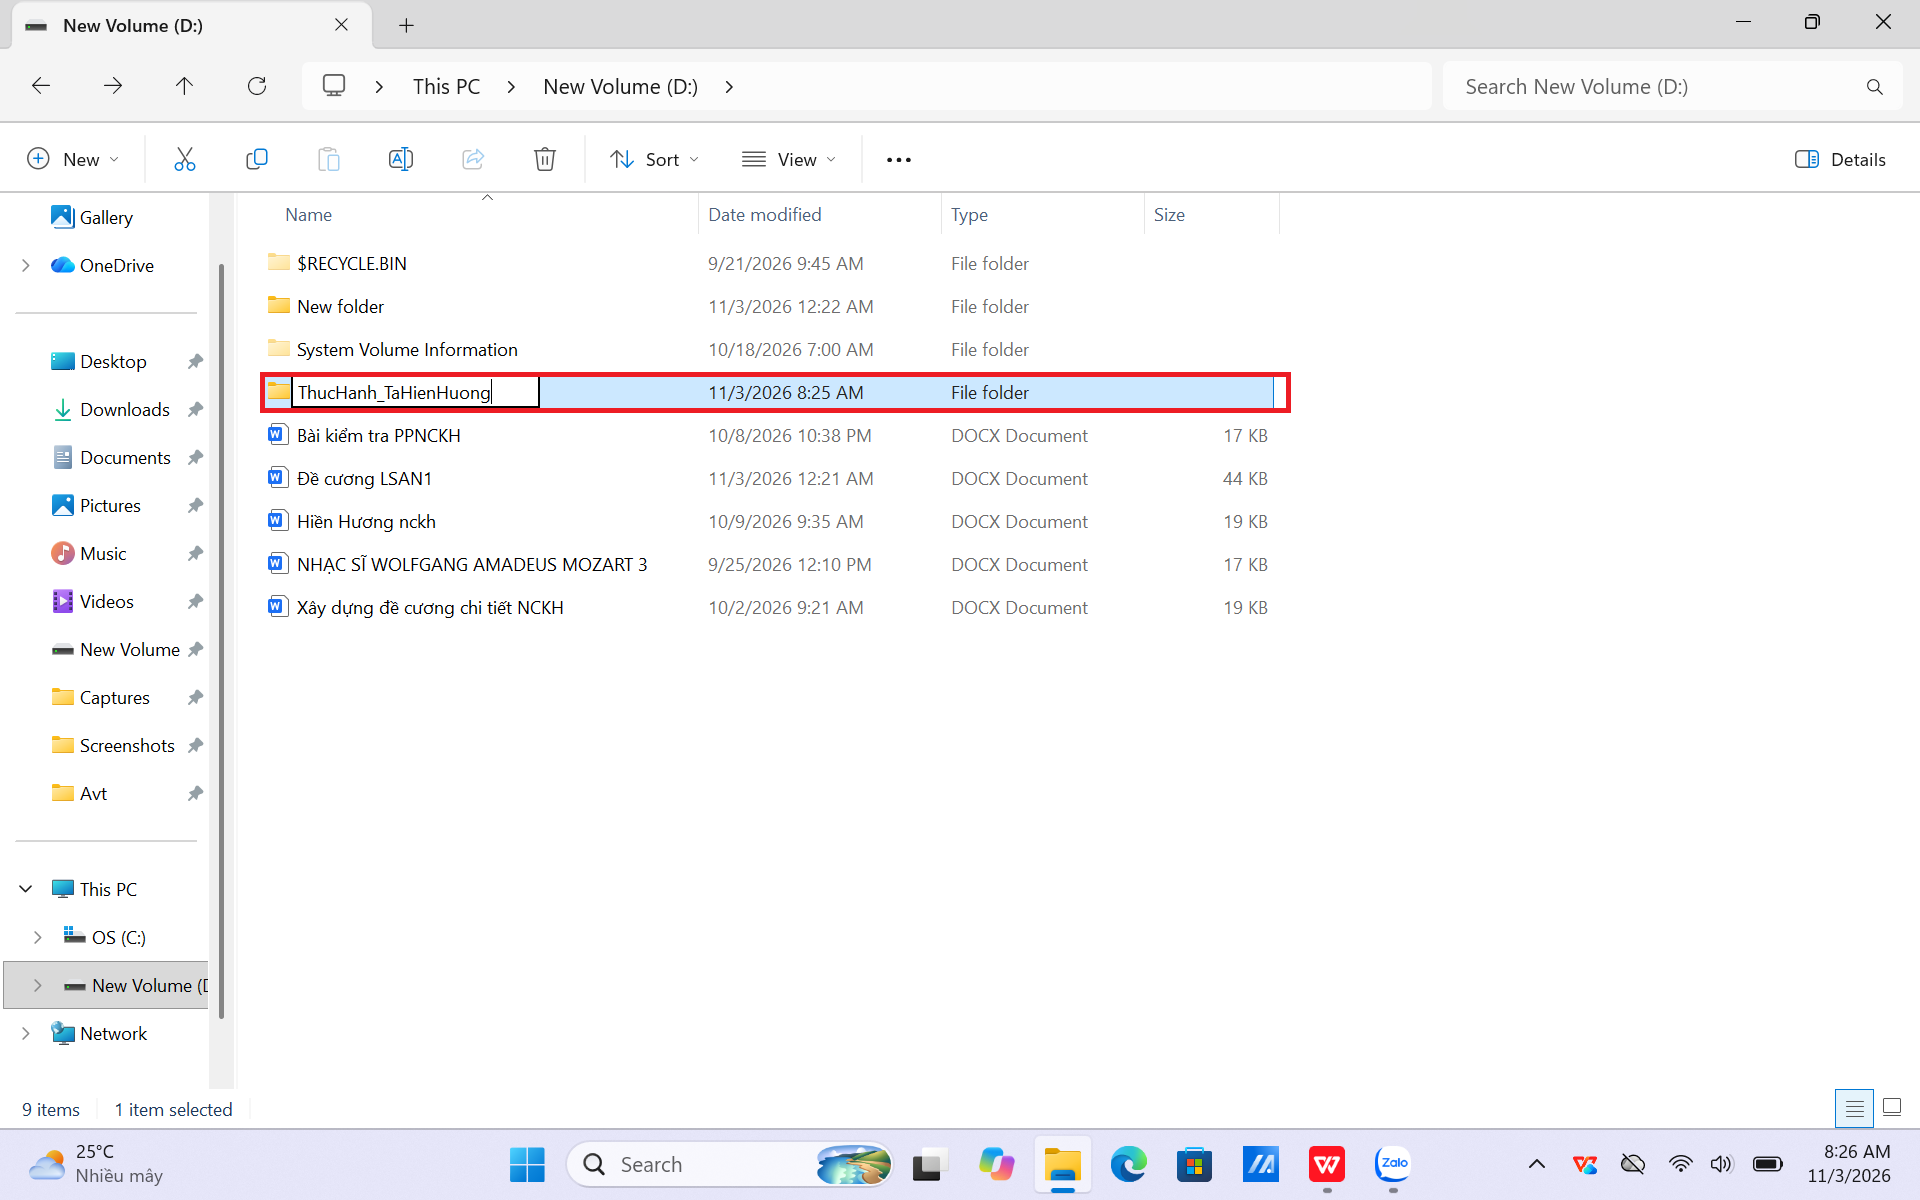 New Volume (D:)
This PC
New Volume (D:)
Search New Volume (D:)
New
Sort
View
Details
Name
Date modified
Type
Size
Gallery
OneDrive
Desktop
Downloads
Documents
Pictures
Music
Videos
New Volume
Captures
Screenshots
Avt
This PC
OS (C:)
New Volume (D
Network
$RECYCLE.BIN 9/21/2026 9:45 AM File folder
New folder 11/3/2026 12:22 AM File folder
System Volume Information 10/18/2026 7:00 AM File folder
ThucHanh_TaHienHuong 11/3/2026 8:25 AM File folder
Bài kiểm tra PPNCKH 10/8/2026 10:38 PM DOCX Document 17 KB
Đề cương LSAN1 11/3/2026 12:21 AM DOCX Document 44 KB
Hiền Hương nckh 10/9/2026 9:35 AM DOCX Document 19 KB
NHẠC SĨ WOLFGANG AMADEUS MOZART 3 9/25/2026 12:10 PM DOCX Document 17 KB
Xây dựng đề cương chi tiết NCKH 10/2/2026 9:21 AM DOCX Document 19 KB
9 items
1 item selected
25°C
Nhiều mây
Search
Zalo
8:26 AM
11/3/2026